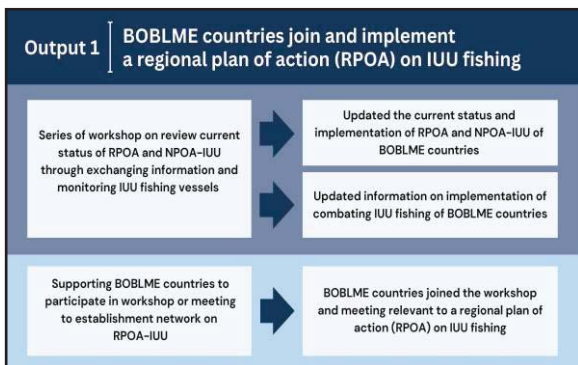 Output 1
BOBLME countries join and implement
a regional plan of action (RPOA) on IUU fishing
Series of workshop on review current
status of RPOA and NPOA-IUU
through exchanging information and
monitoring IUU fishing vessels
Updated the current status and
implementation of RPOA and NPOA-IUU of
BOBLME countries
Updated information on implementation of
combating IUU fishing of BOBLME countries
Supporting BOBLME countries to
participate in workshop or meeting
to establishment network on
RPOA-IUU
BOBLME countries joined the workshop
and meeting relevant to a regional plan of
action (RPOA) on IUU fishing